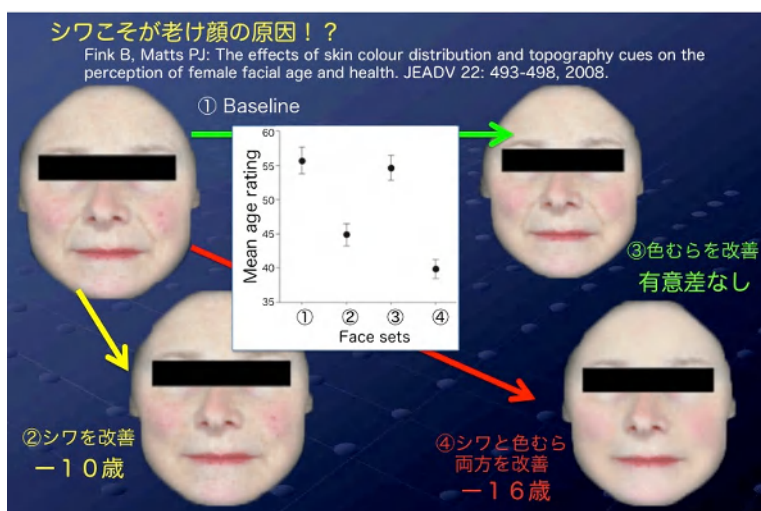 シワこそが老け顔の原因!?
Fink B, Matts PJ: The effects of skin colour distribution and topography cues on the
perception of female facial age and health. JEADV 22: 493-498, 2008.
① Baseline
Mean age rating
60
55
50
45
40
35
① ② ③ ④
Face sets
③色むらを改善
有意差なし
②シワを改善
ー10歳
④シワと色むら
両方を改善
ー16歳